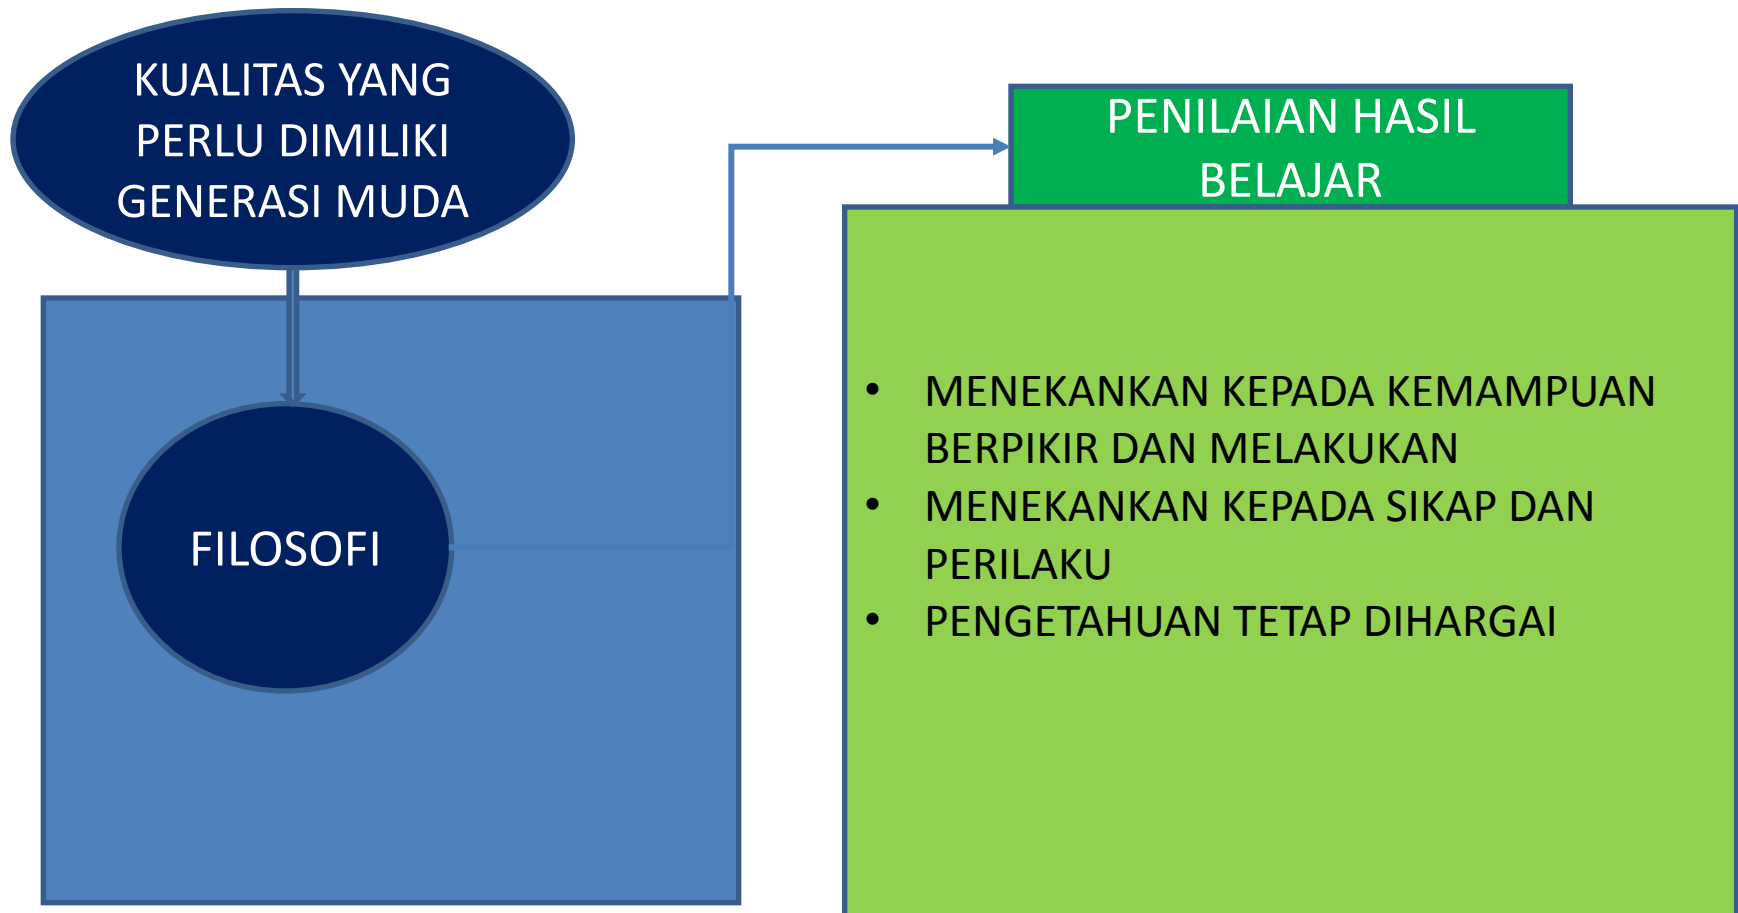 KUALITAS YANG
PERLU DIMILIKI
GENERASI MUDA
FILOSOFI
PENILAIAN HASIL
BELAJAR
• MENEKANKAN KEPADA KEMAMPUAN
BERPIKIR DAN MELAKUKAN
• MENEKANKAN KEPADA SIKAP DAN
PERILAKU
• PENGETAHUAN TETAP DIHARGAI